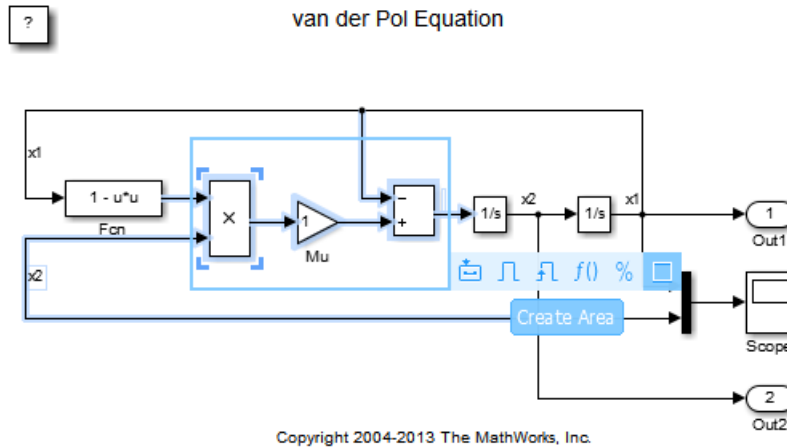 ?
van der Pol Equation
x1
1 - u*u
Fcn
×
1
Mu
−
+
1/s
x2
1/s
x1
1
Out1
x2
f()
%
Create Area
Scope
2
Out2
Copyright 2004-2013 The MathWorks, Inc.